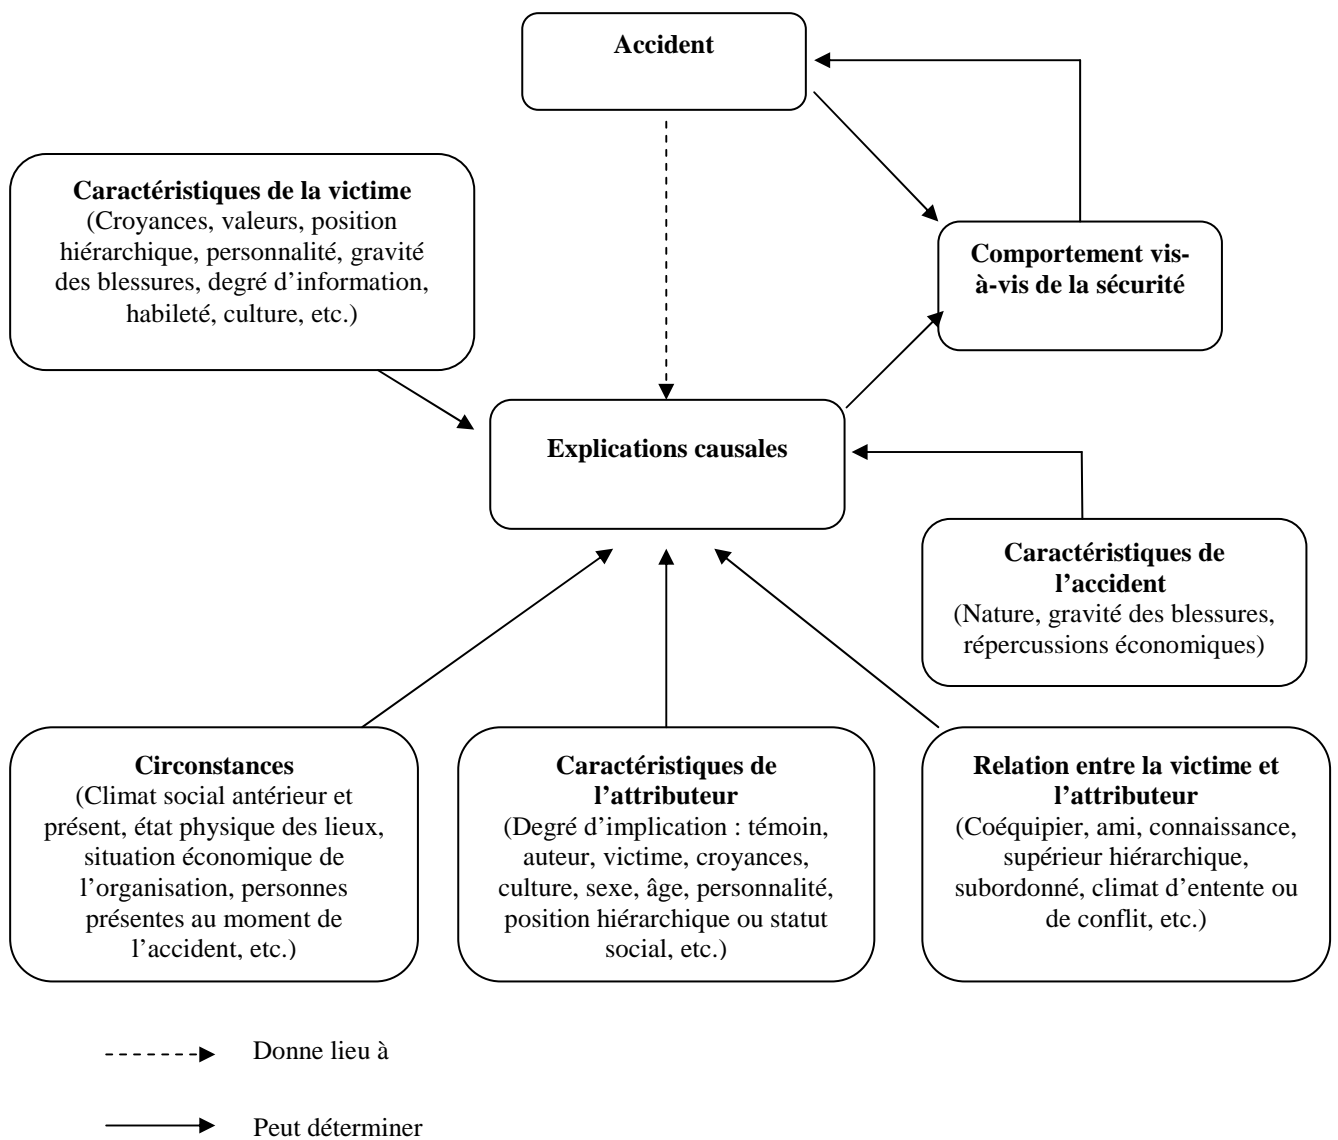 Accident
Caractéristiques de la victime
(Croyances, valeurs, position
hiérarchique, personnalité, gravité
des blessures, degré d’information,
habileté, culture, etc.)
Comportement vis-
à-vis de la sécurité
Explications causales
Caractéristiques de
l’accident
(Nature, gravité des blessures,
répercussions économiques)
Circonstances
(Climat social antérieur et
présent, état physique des lieux,
situation économique de
l’organisation, personnes
présentes au moment de
l’accident, etc.)
Caractéristiques de
l’attributeur
(Degré d’implication : témoin,
auteur, victime, croyances,
culture, sexe, âge, personnalité,
position hiérarchique ou statut
social, etc.)
Relation entre la victime et
l’attributeur
(Coéquipier, ami, connaissance,
supérieur hiérarchique,
subordonné, climat d’entente ou
de conflit, etc.)
Donne lieu à
Peut déterminer